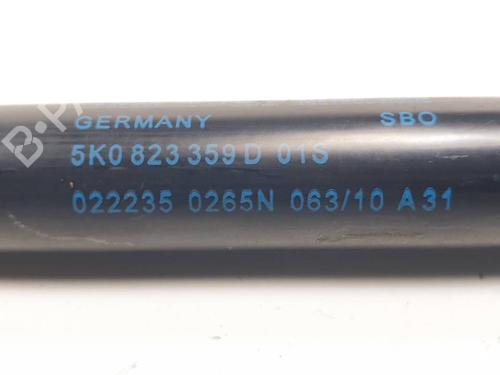 GERMANY SBO
5K0 823 359 D 01S
022235 0265N 063/10 A31